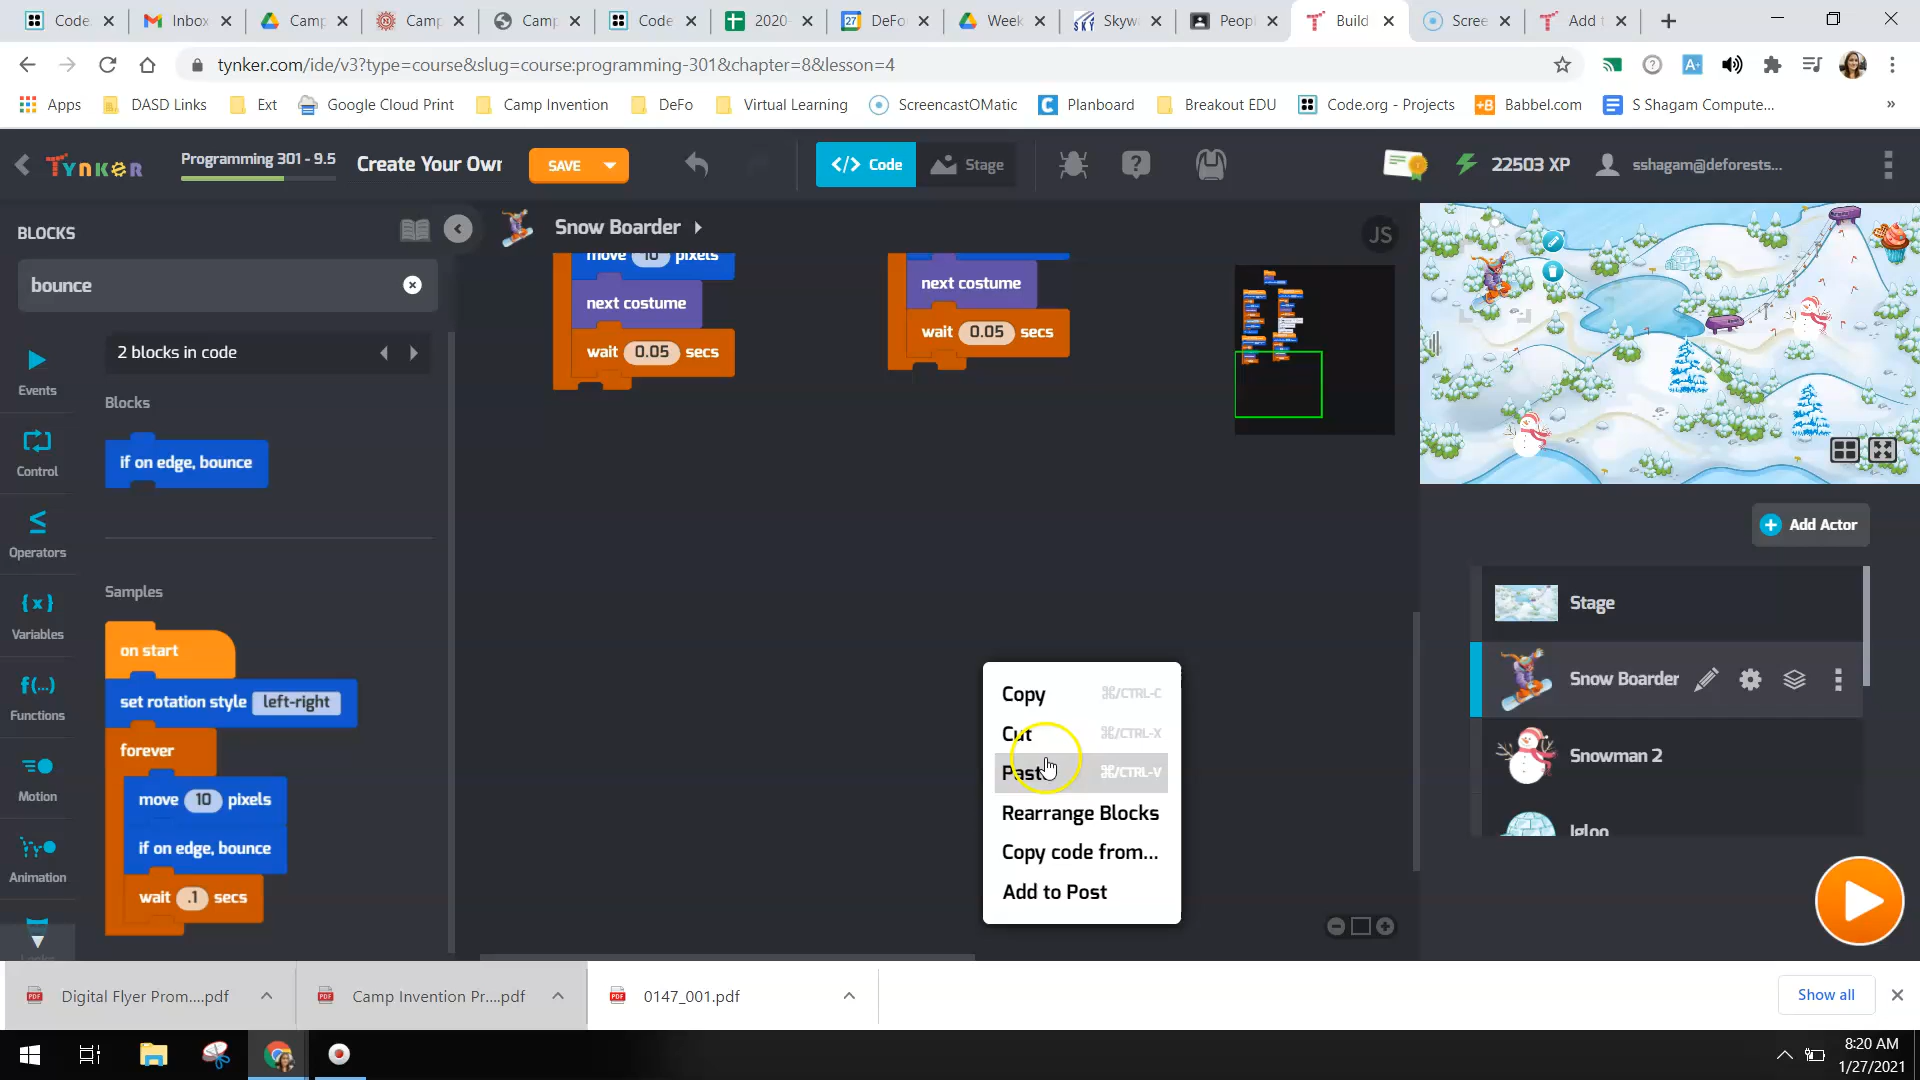 Code.
Inbox
Camp
Camp
Camp
Code
2020-
27
DeFo
Week
SKY
Skyw
Peop
Build
Scree
Add t
tynker.com/ide/v3?type=course&slug=course:programming-301&chapter=8&lesson=4
Apps
DASD Links
Ext
Google Cloud Print
Camp Invention
DeFo
Virtual Learning
ScreencastOMatic
Planboard
Breakout EDU
Code.org - Projects
+B
Babbel.com
S Shagam Compute...
»
TYNKER
Programming 301 - 9.5
Create Your Own
SAVE
</> Code
Stage
22503 XP
sshagam@deforests...
BLOCKS
Snow Boarder
JS
bounce
move 10 pixels
next costume
wait 0.05 secs
next costume
wait 0.05 secs
2 blocks in code
Events
Control
Operators
Variables
Functions
Motion
Animation
Looks
Blocks
if on edge, bounce
Samples
on start
set rotation style left-right
forever
move 10 pixels
if on edge, bounce
wait .1 secs
Copy ⌘/CTRL-C
Cut ⌘/CTRL-X
Paste ⌘/CTRL-V
Rearrange Blocks
Copy code from...
Add to Post
Add Actor
Stage
Snow Boarder
Snowman 2
Igloo
Digital Flyer Prom....pdf
Camp Invention Pr....pdf
0147_001.pdf
Show all
8:20 AM
1/27/2021